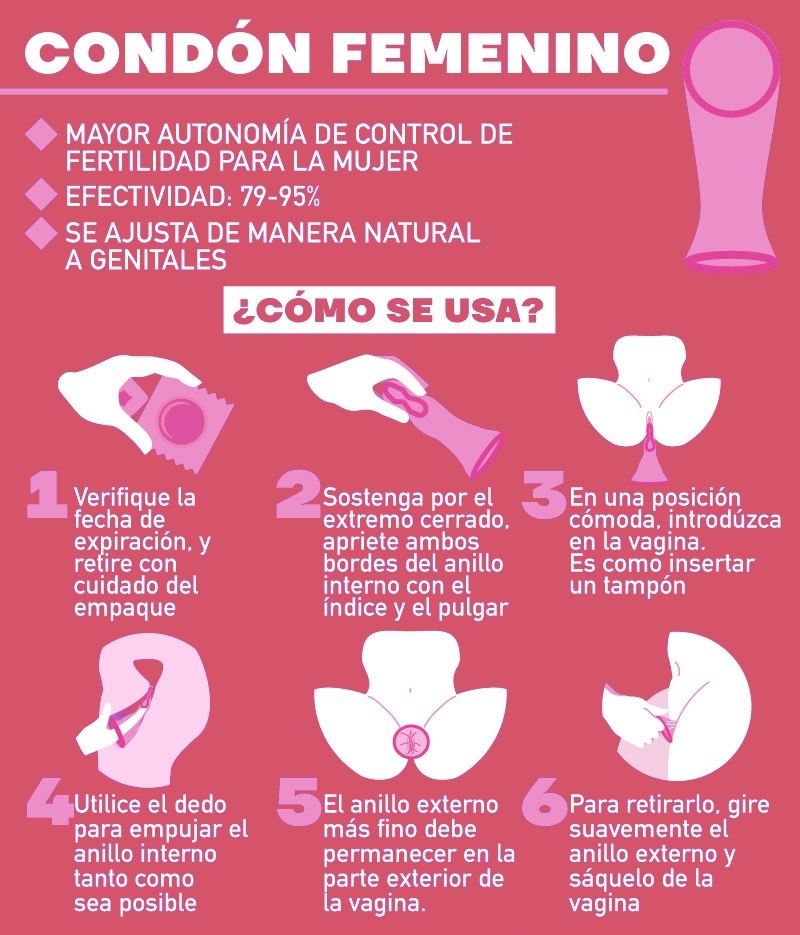 CONDÓN FEMENINO
MAYOR AUTONOMÍA DE CONTROL DE
FERTILIDAD PARA LA MUJER
EFECTIVIDAD: 79-95%
SE AJUSTA DE MANERA NATURAL
A GENITALES
¿CÓMO SE USA?
1 Verifique la
fecha de
expiración, y
retire con
cuidado del
empaque
2 Sostenga por el
extremo cerrado,
apriete ambos
bordes del anillo
interno con el
índice y el pulgar
3 En una posición
cómoda, introdúzca
en la vagina.
Es como insertar
un tampón
4 Utilice el dedo
para empujar el
anillo interno
tanto como
sea posible
5 El anillo externo
más fino debe
permanecer en la
parte exterior de
la vagina.
6 Para retirarlo, gire
suavemente el
anillo externo y
sáquelo de la
vagina